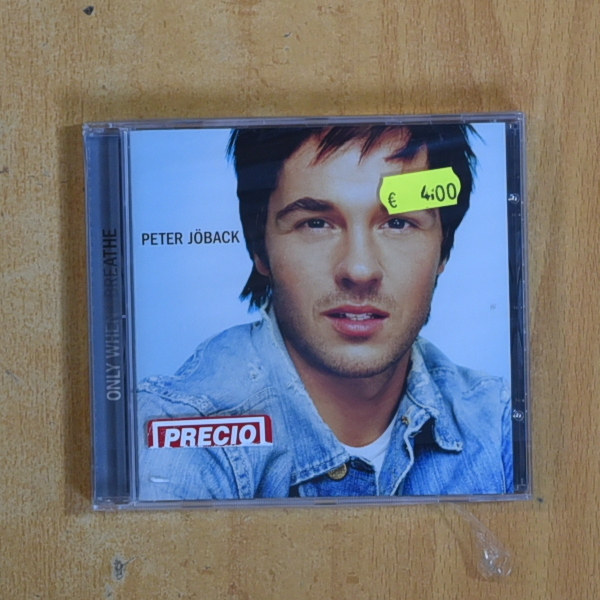 € 4:00
PETER JÖBACK
ONLY WHEN I BREATHE
¡PRECIO!